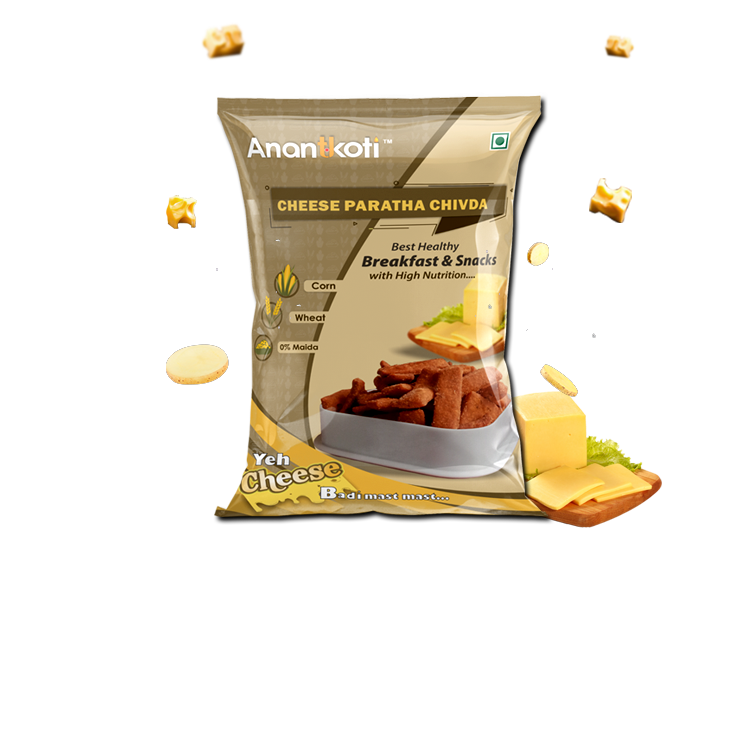 Anantkoti™
CHEESE PARATHA CHIVDA
Best Healthy
Breakfast & Snacks
with High Nutrition....
Corn
Wheat
0% Maida
Yeh
Cheese
Badi mast mast...